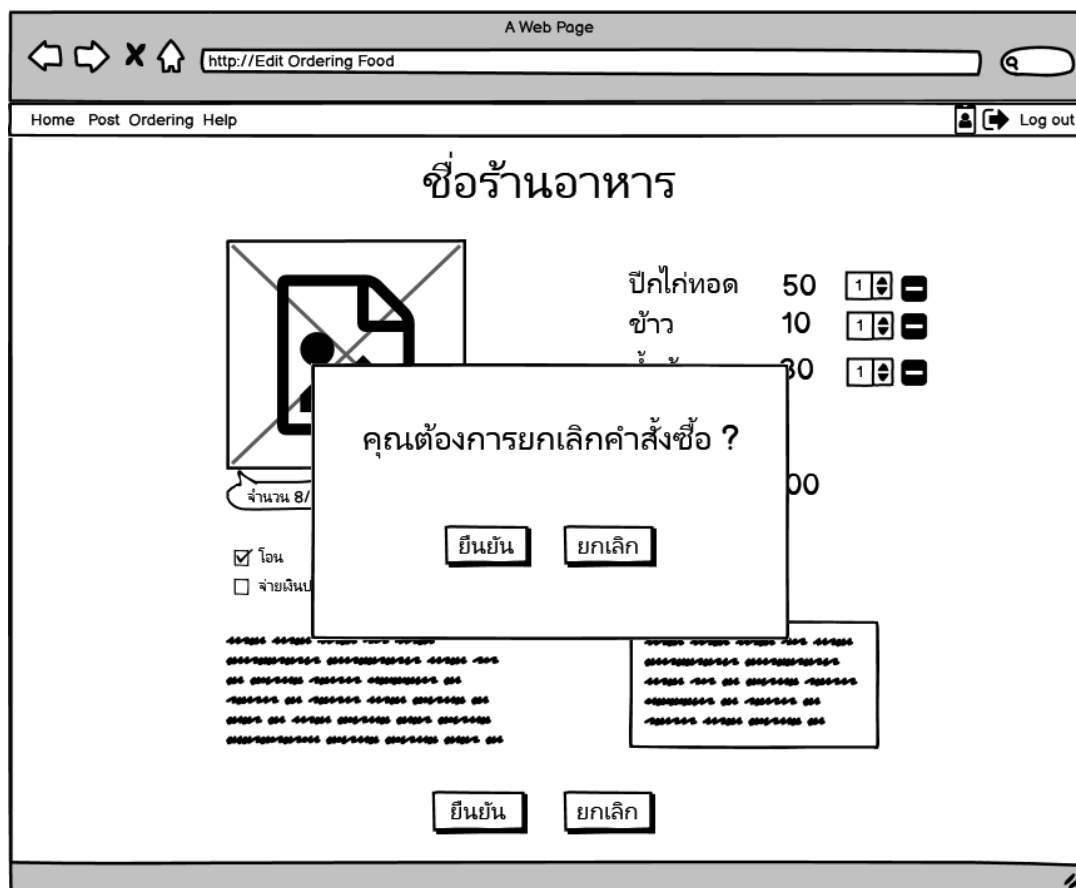 A Web Page
http://Edit Ordering Food
Home Post Ordering Help Log out
ชื่อร้านอาหาร
ปีกไก่ทอด 50 1
ข้าว 10 1
1
คุณต้องการยกเลิกคำสั่งซื้อ ?
จำนวน 8/
ยืนยัน ยกเลิก
โอน
ยืนยัน ยกเลิก